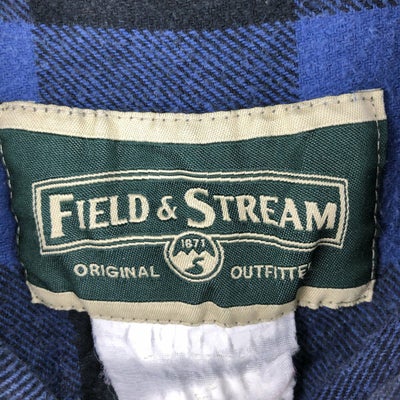 FIELD & STREAM
1871
ORIGINAL OUTFITTE